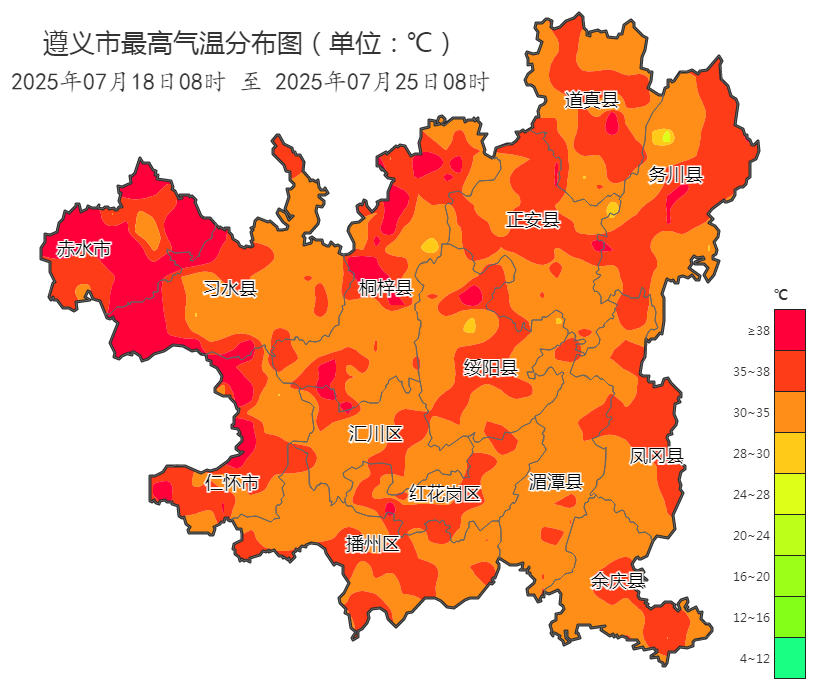 遵义市最高气温分布图（单位：℃）
2025年07月18日08时 至 2025年07月25日08时
道真县
务川县
正安县
赤水市
习水县
桐梓县
绥阳县
汇川区
凤冈县
仁怀市
红花岗区
湄潭县
播州区
余庆县
℃
≥38
35~38
30~35
28~30
24~28
20~24
16~20
12~16
4~12